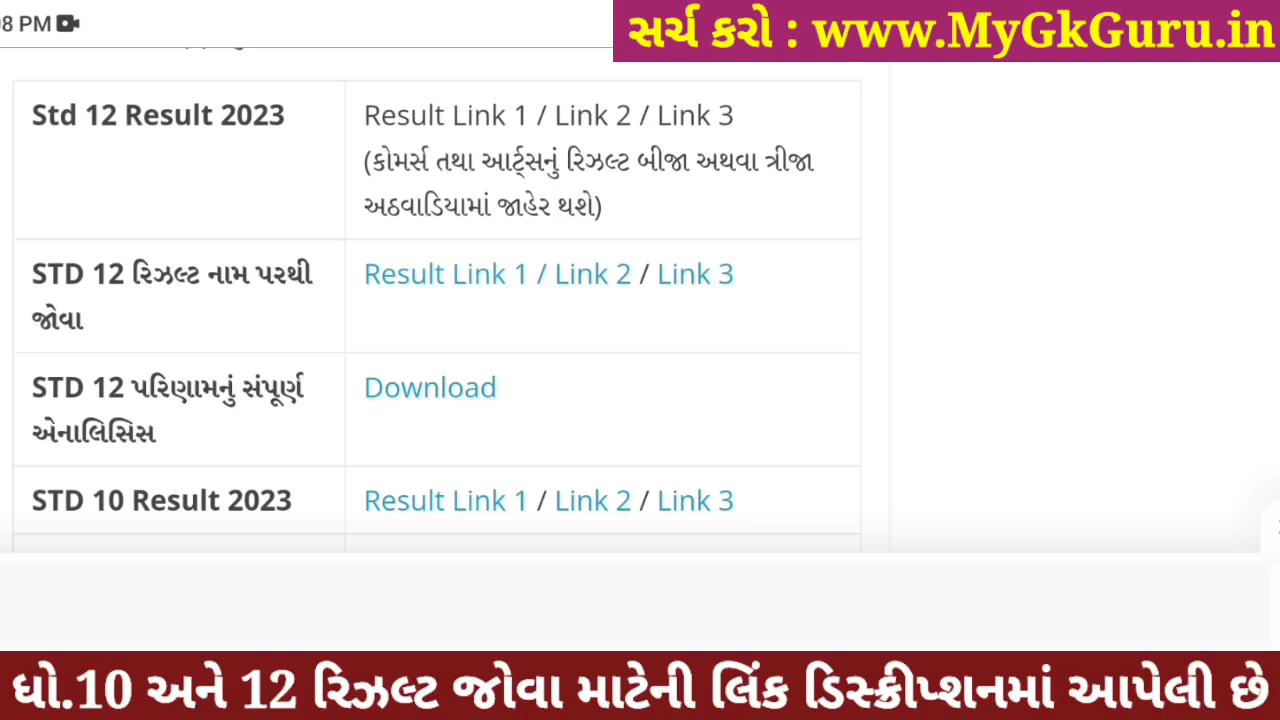 8 PM
સર્ચ કરો : www.MyGkGuru.in
Std 12 Result 2023
Result Link 1 / Link 2 / Link 3
(કોમર્સ તથા આર્ટ્સનું રિઝલ્ટ બીજા અથવા ત્રીજા
અઠવાડિયામાં જાહેર થશે)
STD 12 રિઝલ્ટ નામ પરથી
જોવા
Result Link 1 / Link 2 / Link 3
STD 12 પરિણામનું સંપૂર્ણ
એનાલિસિસ
Download
STD 10 Result 2023
Result Link 1 / Link 2 / Link 3
ધો.10 અને 12 રિઝલ્ટ જોવા માટેની લિંક ડિસ્ક્રીપ્શનમાં આપેલી છે